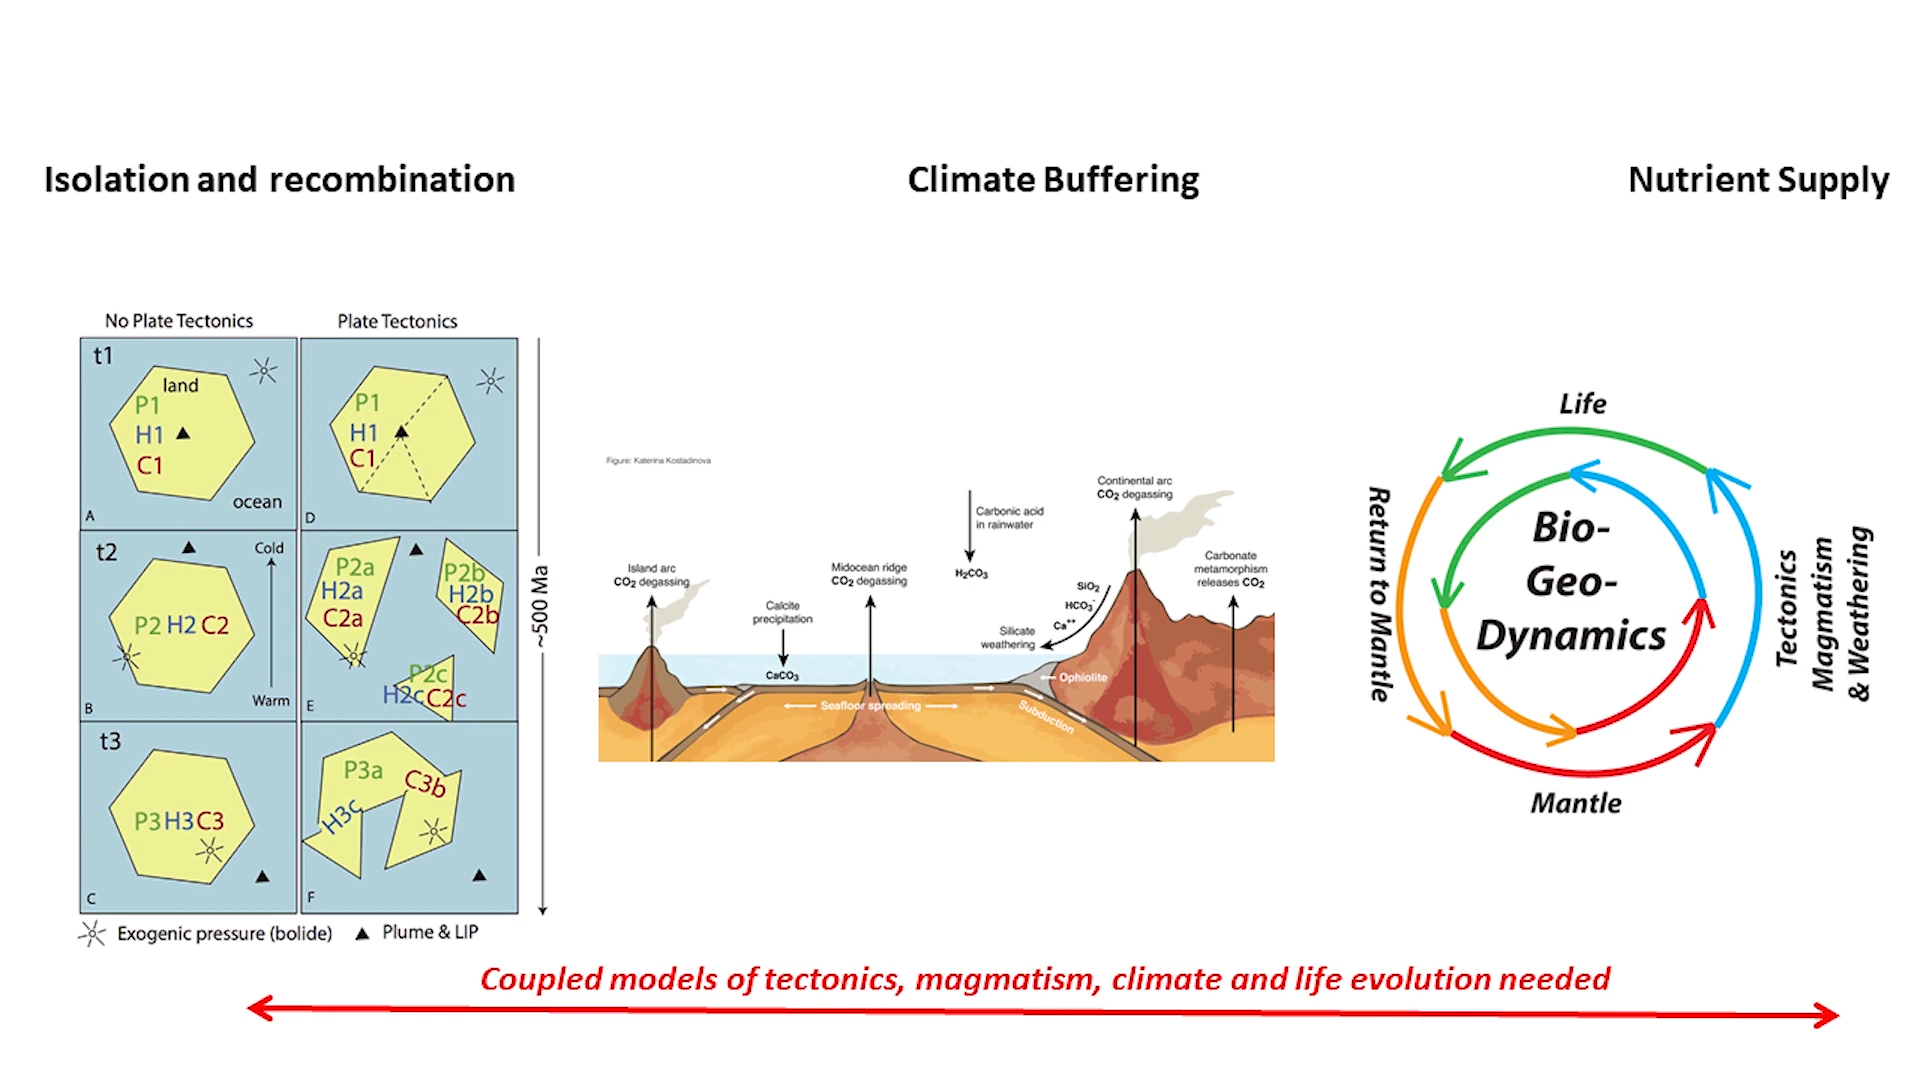 Isolation and recombination
Climate Buffering
Nutrient Supply
No Plate Tectonics
Plate Tectonics
t1
land
P1
H1
C1
ocean
A
P1
H1
C1
D
t2
Cold
P2 H2 C2
Warm
B
P2a
H2a
C2a
P2b
H2b
C2b
P2c
H2c C2c
E
t3
P3 H3 C3
C
P3a
C3b
H3c
F
~500 Ma
Exogenic pressure (bolide)
Plume & LIP
Figure: Katerina Kostadinova
Island arc
CO₂ degassing
Calcite
precipitation
CaCO₃
Midocean ridge
CO₂ degassing
Carbonic acid
in rainwater
H₂CO₃
Continental arc
CO₂ degassing
SiO₂
HCO₃⁻
Ca⁺⁺
Silicate
weathering
Carbonate
metamorphism
releases CO₂
Ophiolite
Seafloor spreading
Subduction
Life
Return to Mantle
Bio-
Geo-
Dynamics
Tectonics
Magmatism
& Weathering
Mantle
Coupled models of tectonics, magmatism, climate and life evolution needed